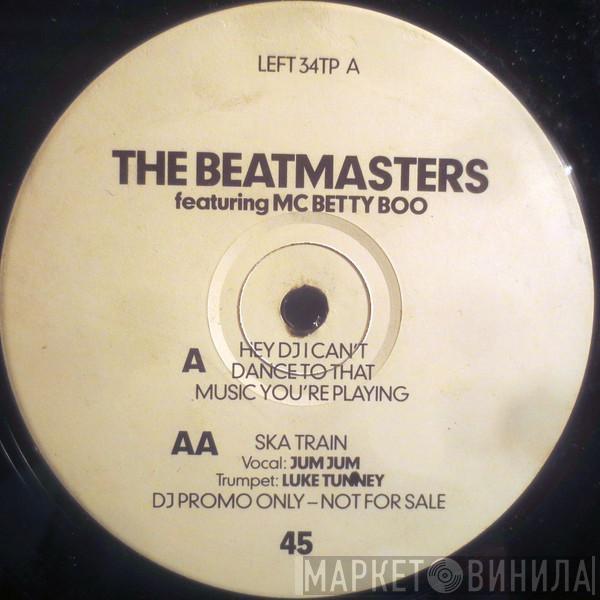 LEFT 34TP A
THE BEATMASTERS
featuring MC BETTY BOO
A HEY DJ I CAN'T
DANCE TO THAT
MUSIC YOU'RE PLAYING
AA SKA TRAIN
Vocal: JUM JUM
Trumpet: LUKE TUNNEY
DJ PROMO ONLY – NOT FOR SALE
45
МАРКЕТ ВИНИЛА